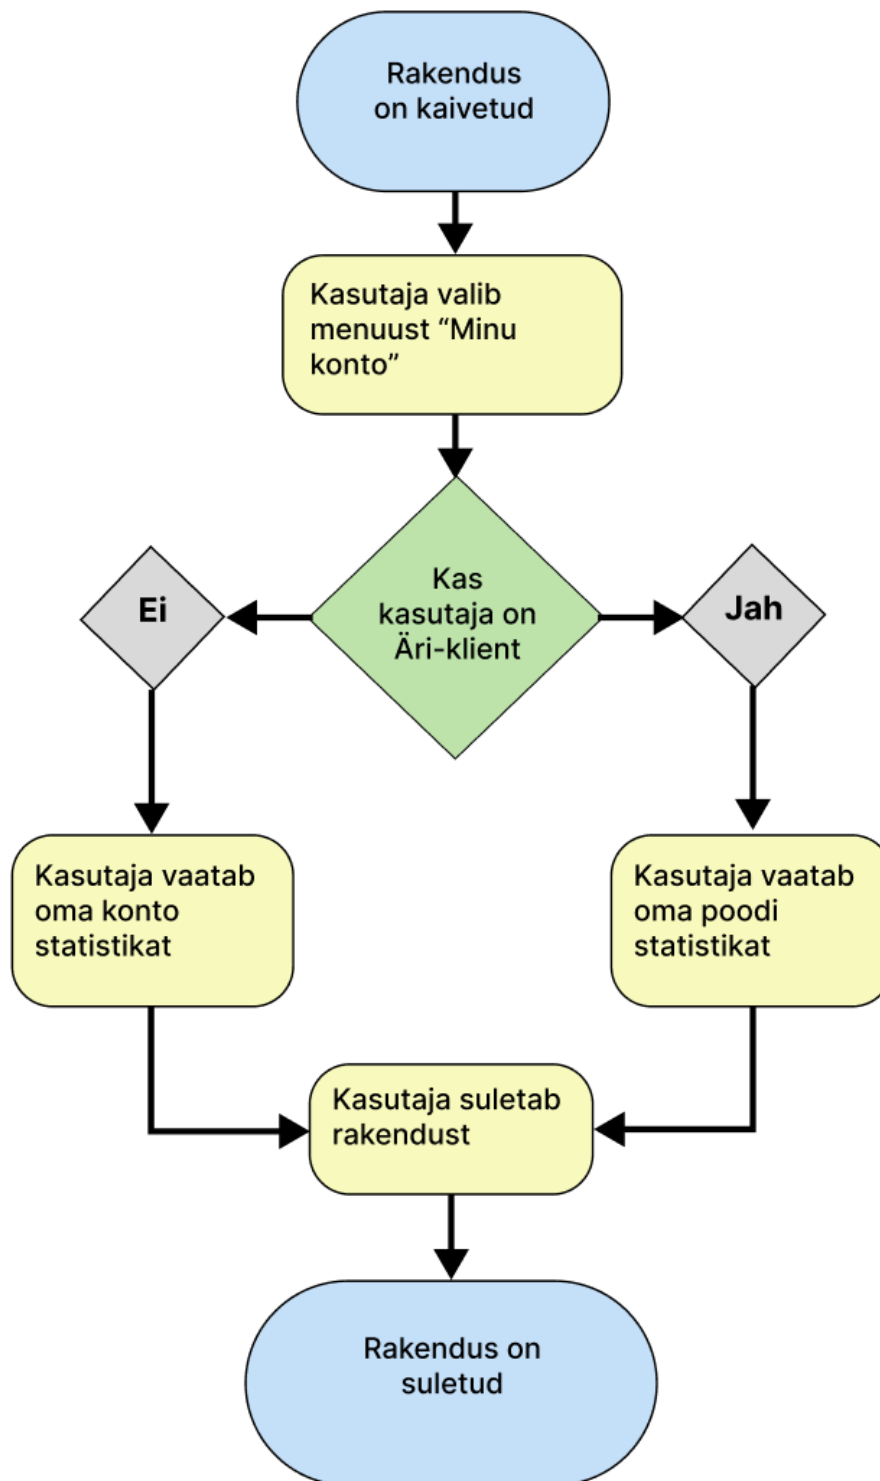 Rakendus
on kaivetud
Kasutaja valib
menuust “Minu
konto”
Kas
kasutaja on
Äri-klient
Ei
Jah
Kasutaja vaatab
oma konto
statistikat
Kasutaja vaatab
oma poodi
statistikat
Kasutaja suletab
rakendust
Rakendus on
suletud